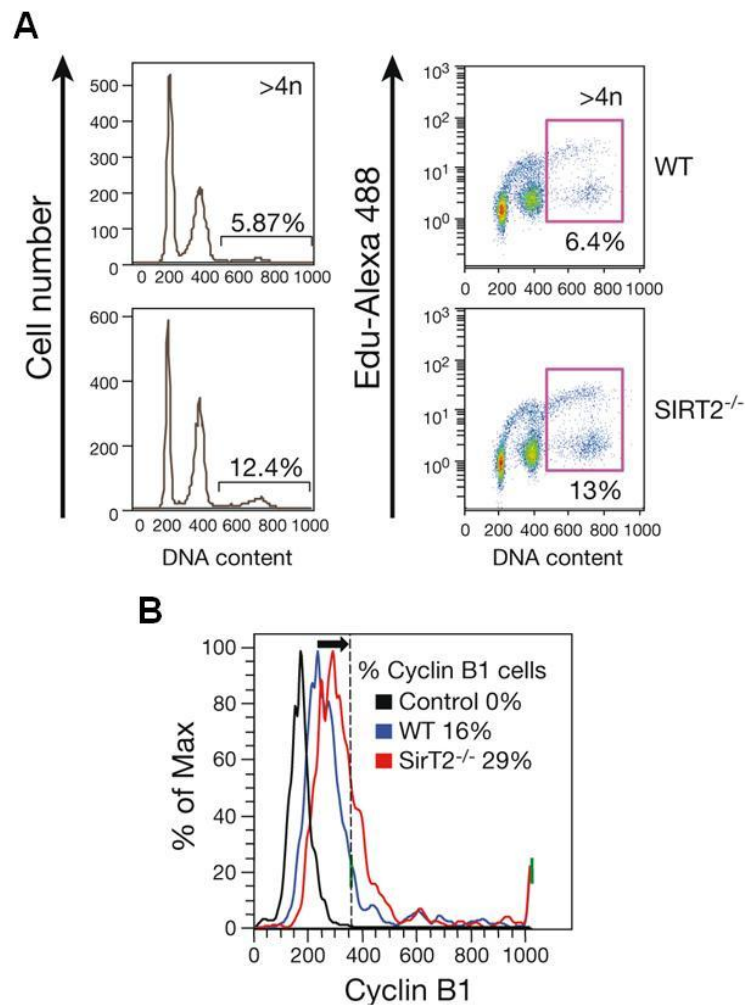 A
Cell number
500
400
300
200
100
0
>4n
5.87%
0 200 400 600 800 1000
600
400
200
0
12.4%
0 200 400 600 800 1000
DNA content
Edu-Alexa 488
10³
10²
10¹
10⁰
>4n
6.4%
0 200 400 600 800 1000
WT
10³
10²
10¹
10⁰
13%
0 200 400 600 800 1000
DNA content
SIRT2⁻/⁻
B
% of Max
100
80
60
40
20
0
% Cyclin B1 cells
Control 0%
WT 16%
SirT2⁻/⁻ 29%
0 200 400 600 800 1000
Cyclin B1